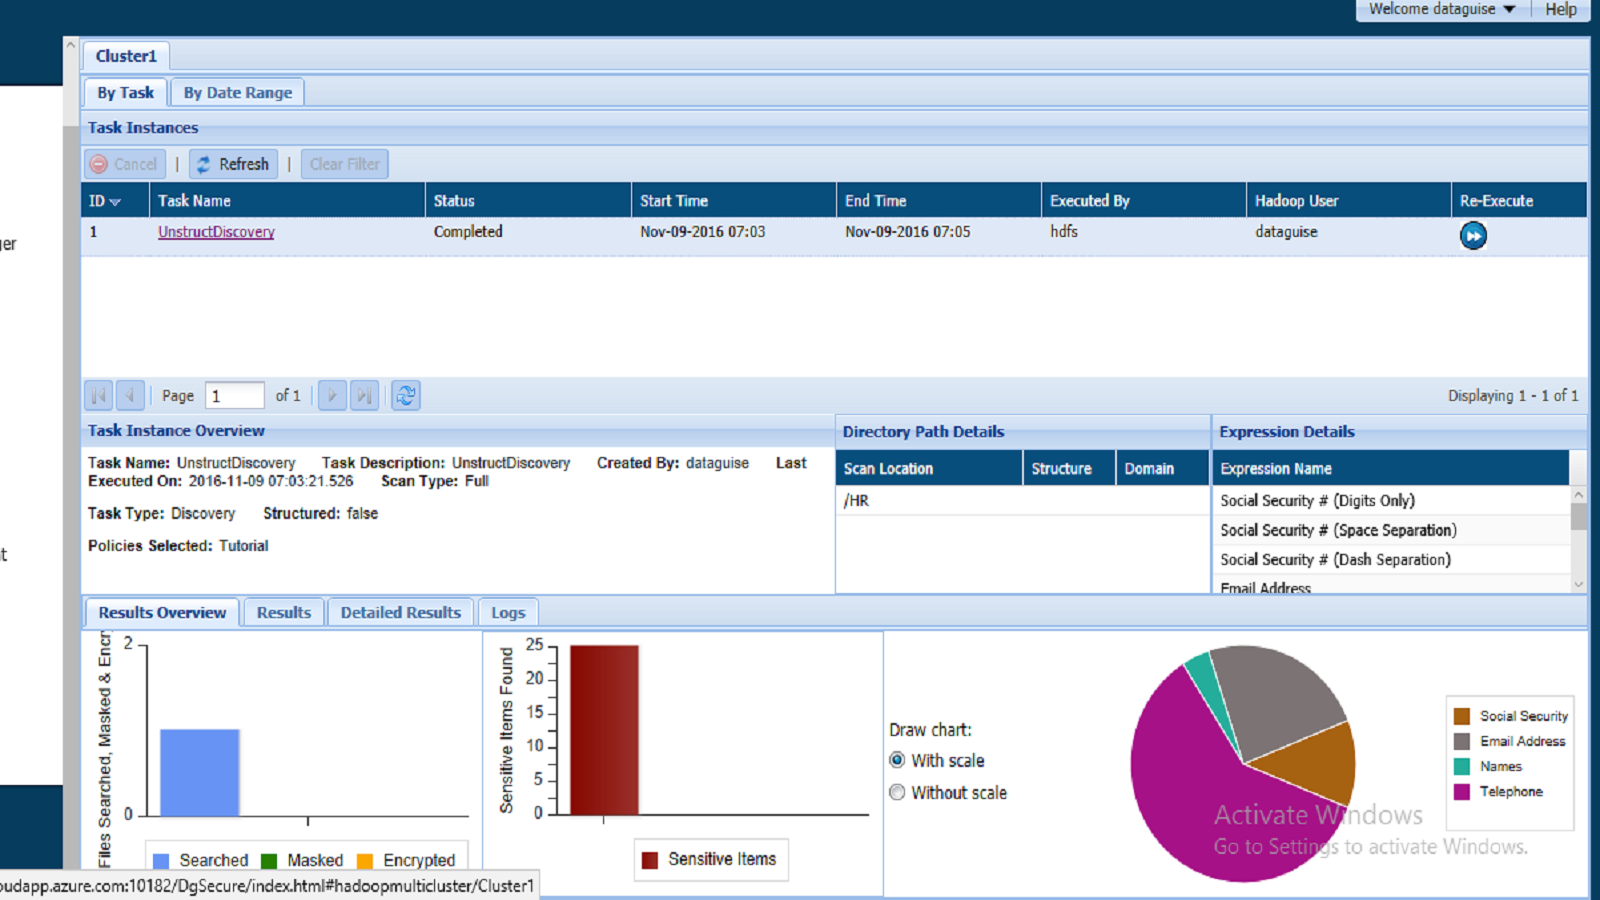 Welcome dataguise Help
Cluster1
By Task By Date Range
Task Instances
Cancel | Refresh | Clear Filter
ID Task Name Status Start Time End Time Executed By Hadoop User Re-Execute
1 UnstructDiscovery Completed Nov-09-2016 07:03 Nov-09-2016 07:05 hdfs dataguise
ger
Page 1 of 1 Displaying 1 - 1 of 1
Task Instance Overview
Task Name: UnstructDiscovery Task Description: UnstructDiscovery Created By: dataguise Last
Executed On: 2016-11-09 07:03:21.526 Scan Type: Full
Task Type: Discovery Structured: false
Policies Selected: Tutorial
Directory Path Details
Scan Location Structure Domain
/HR
Expression Details
Expression Name
Social Security # (Digits Only)
Social Security # (Space Separation)
Social Security # (Dash Separation)
Email Address
Results Overview Results Detailed Results Logs
Files Searched, Masked & Encr
2
0
Searched Masked Encrypted
Sensitive Items Found
25
20
15
10
5
0
Sensitive Items
Draw chart:
With scale
Without scale
Social Security
Email Address
Names
Telephone
Activate Windows
Go to Settings to activate Windows.
oudapp.azure.com:10182/DgSecure/index.html#hadoopmulticluster/Cluster1